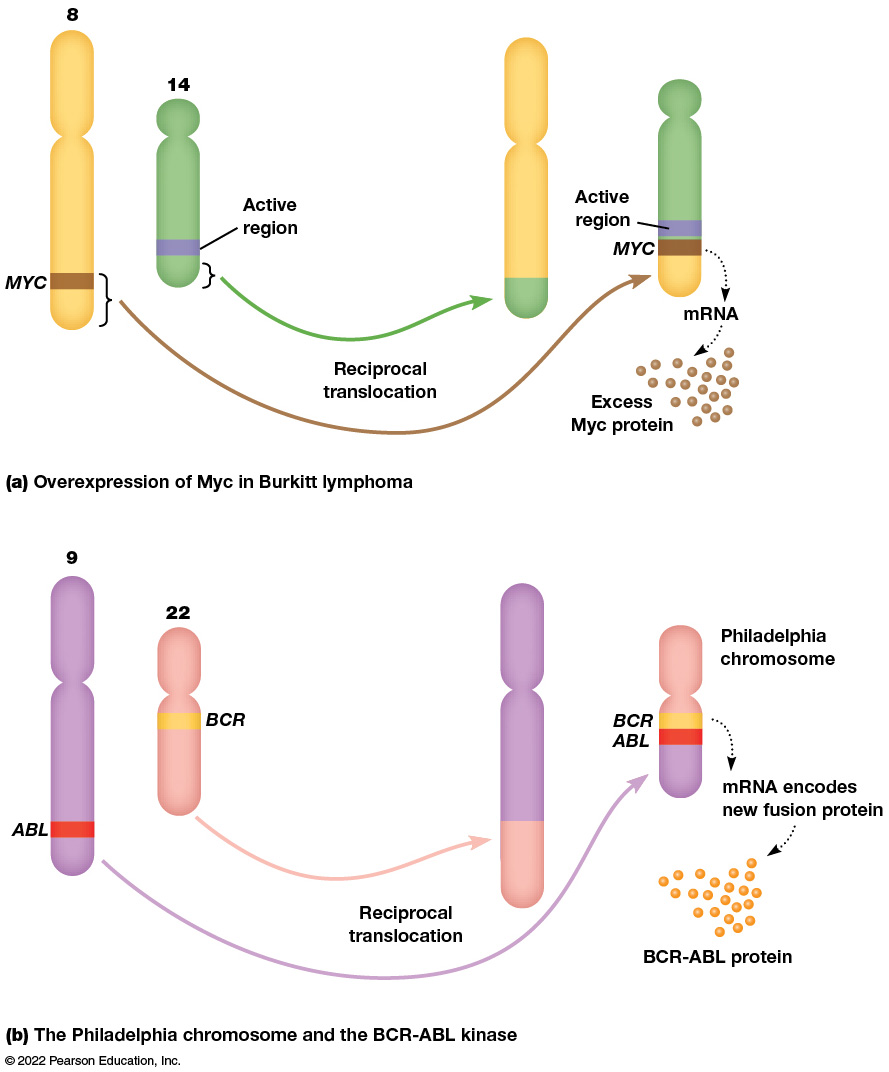 8
14
Active
region
MYC
Reciprocal
translocation
Active
region
MYC
mRNA
Excess
Myc protein
(a) Overexpression of Myc in Burkitt lymphoma
9
22
BCR
ABL
Reciprocal
translocation
Philadelphia
chromosome
BCR
ABL
mRNA encodes
new fusion protein
BCR-ABL protein
(b) The Philadelphia chromosome and the BCR-ABL kinase
© 2022 Pearson Education, Inc.